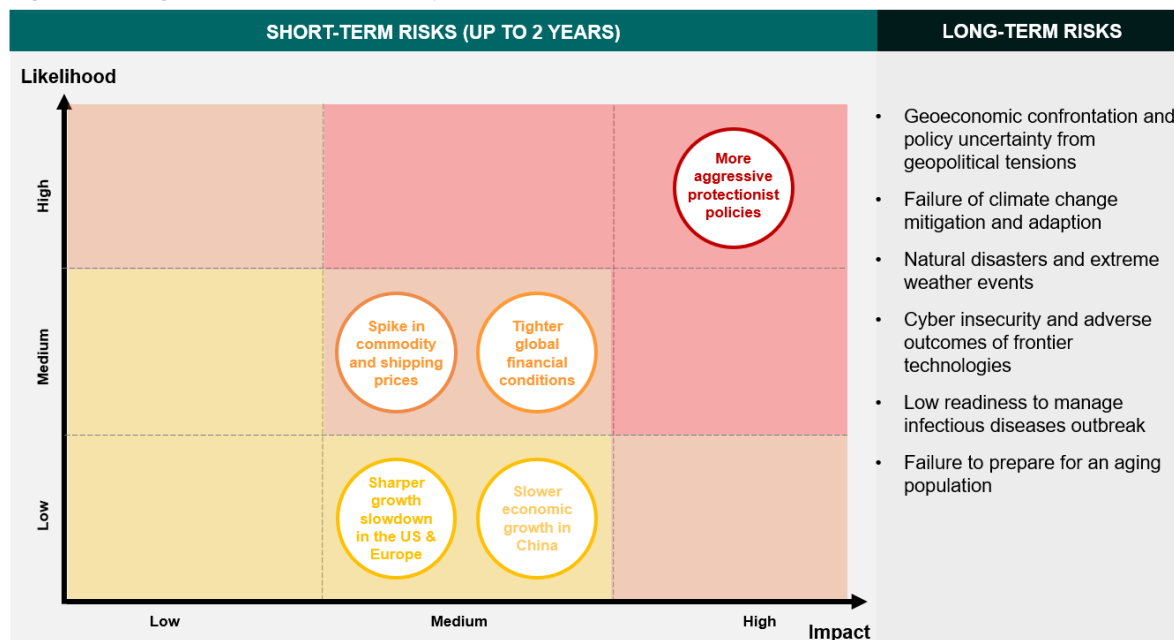 SHORT-TERM RISKS (UP TO 2 YEARS)
LONG-TERM RISKS
Likelihood
High
Medium
Low
More
aggressive
protectionist
policies
Spike in
commodity
and shipping
prices
Tighter
global
financial
conditions
Sharper
growth
slowdown
in the US &
Europe
Slower
economic
growth in
China
Low
Medium
High
Impact
• Geoeconomic confrontation and
policy uncertainty from
geopolitical tensions
• Failure of climate change
mitigation and adaption
• Natural disasters and extreme
weather events
• Cyber insecurity and adverse
outcomes of frontier
technologies
• Low readiness to manage
infectious diseases outbreak
• Failure to prepare for an aging
population